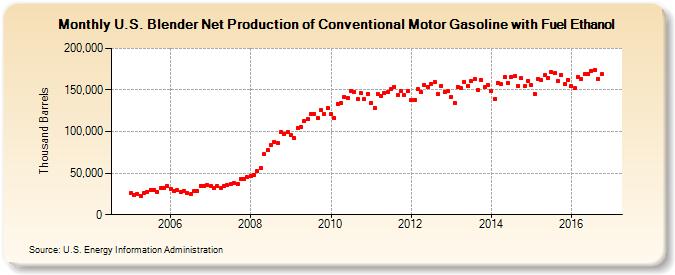 Monthly U.S. Blender Net Production of Conventional Motor Gasoline with Fuel Ethanol
Thousand Barrels
200,000
150,000
100,000
50,000
0
2006 2008 2010 2012 2014 2016
Source: U.S. Energy Information Administration